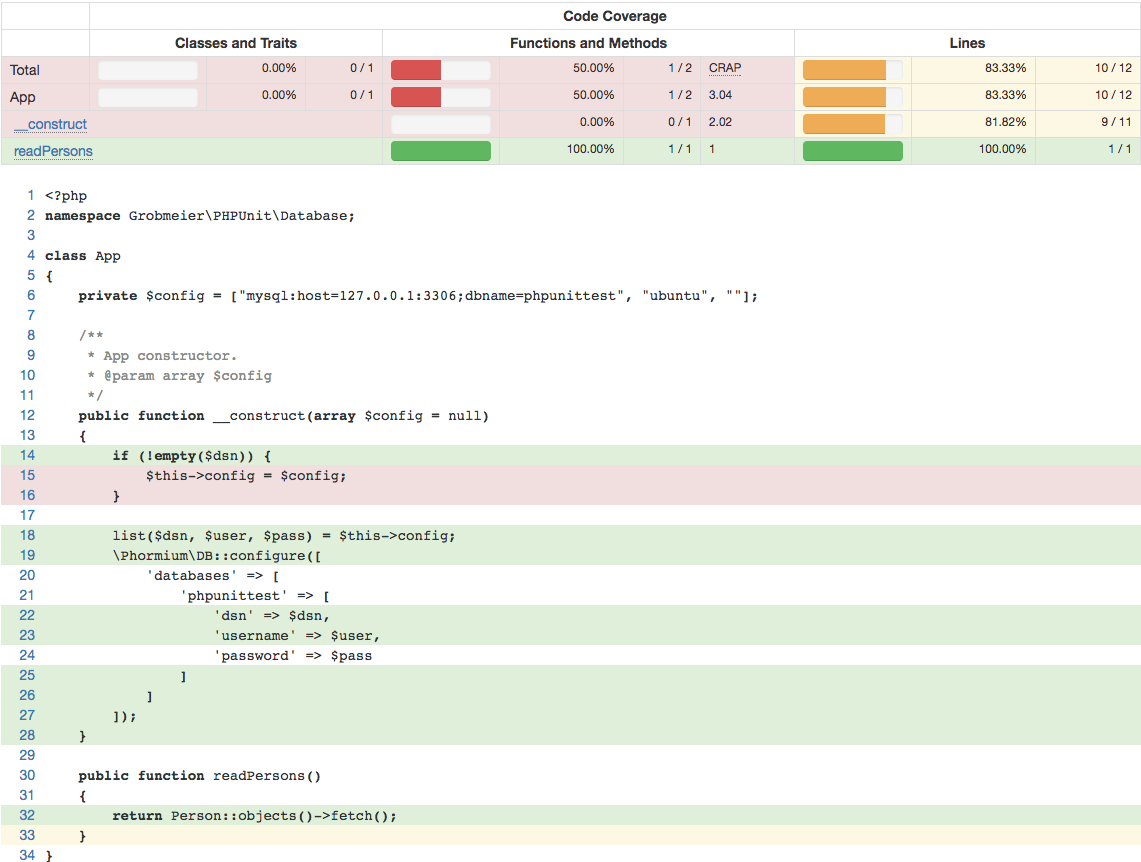 Code Coverage
Classes and Traits Functions and Methods Lines
Total 0.00% 0 / 1 50.00% 1 / 2 CRAP 83.33% 10 / 12
App 0.00% 0 / 1 50.00% 1 / 2 3.04 83.33% 10 / 12
__construct 0.00% 0 / 1 2.02 81.82% 9 / 11
readPersons 100.00% 1 / 1 1 100.00% 1 / 1
1 <?php
2 namespace Grobmeier\PHPUnit\Database;
3
4 class App
5 {
6     private $config = ["mysql:host=127.0.0.1:3306;dbname=phpunittest", "ubuntu", ""];
7
8     /**
9      * App constructor.
10      * @param array $config
11      */
12     public function __construct(array $config = null)
13     {
14         if (!empty($dsn)) {
15             $this->config = $config;
16         }
17
18         list($dsn, $user, $pass) = $this->config;
19         \Phormium\DB::configure([
20             'databases' => [
21                 'phpunittest' => [
22                     'dsn' => $dsn,
23                     'username' => $user,
24                     'password' => $pass
25                 ]
26             ]
27         ]);
28     }
29
30     public function readPersons()
31     {
32         return Person::objects()->fetch();
33     }
34 }